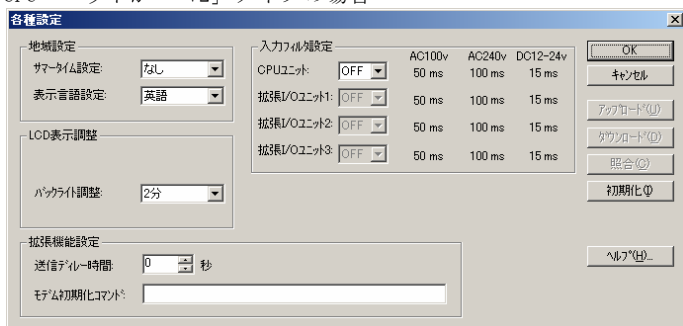 各種設定
地域設定
サマータイム設定: なし
表示言語設定: 英語
LCD表示調整
バックライト調整: 2分
入力フィルタ設定
AC100v AC240v DC12-24v
CPUユニット: OFF 50 ms 100 ms 15 ms
拡張I/Oユニット1: OFF 50 ms 100 ms 15 ms
拡張I/Oユニット2: OFF 50 ms 100 ms 15 ms
拡張I/Oユニット3: OFF 50 ms 100 ms 15 ms
拡張機能設定
送信ディレー時間: 0 秒
モデム初期化コマンド:
OK
キャンセル
アップロード(U)
ダウンロード(D)
照合(C)
初期化(I)
ヘルプ(H)...